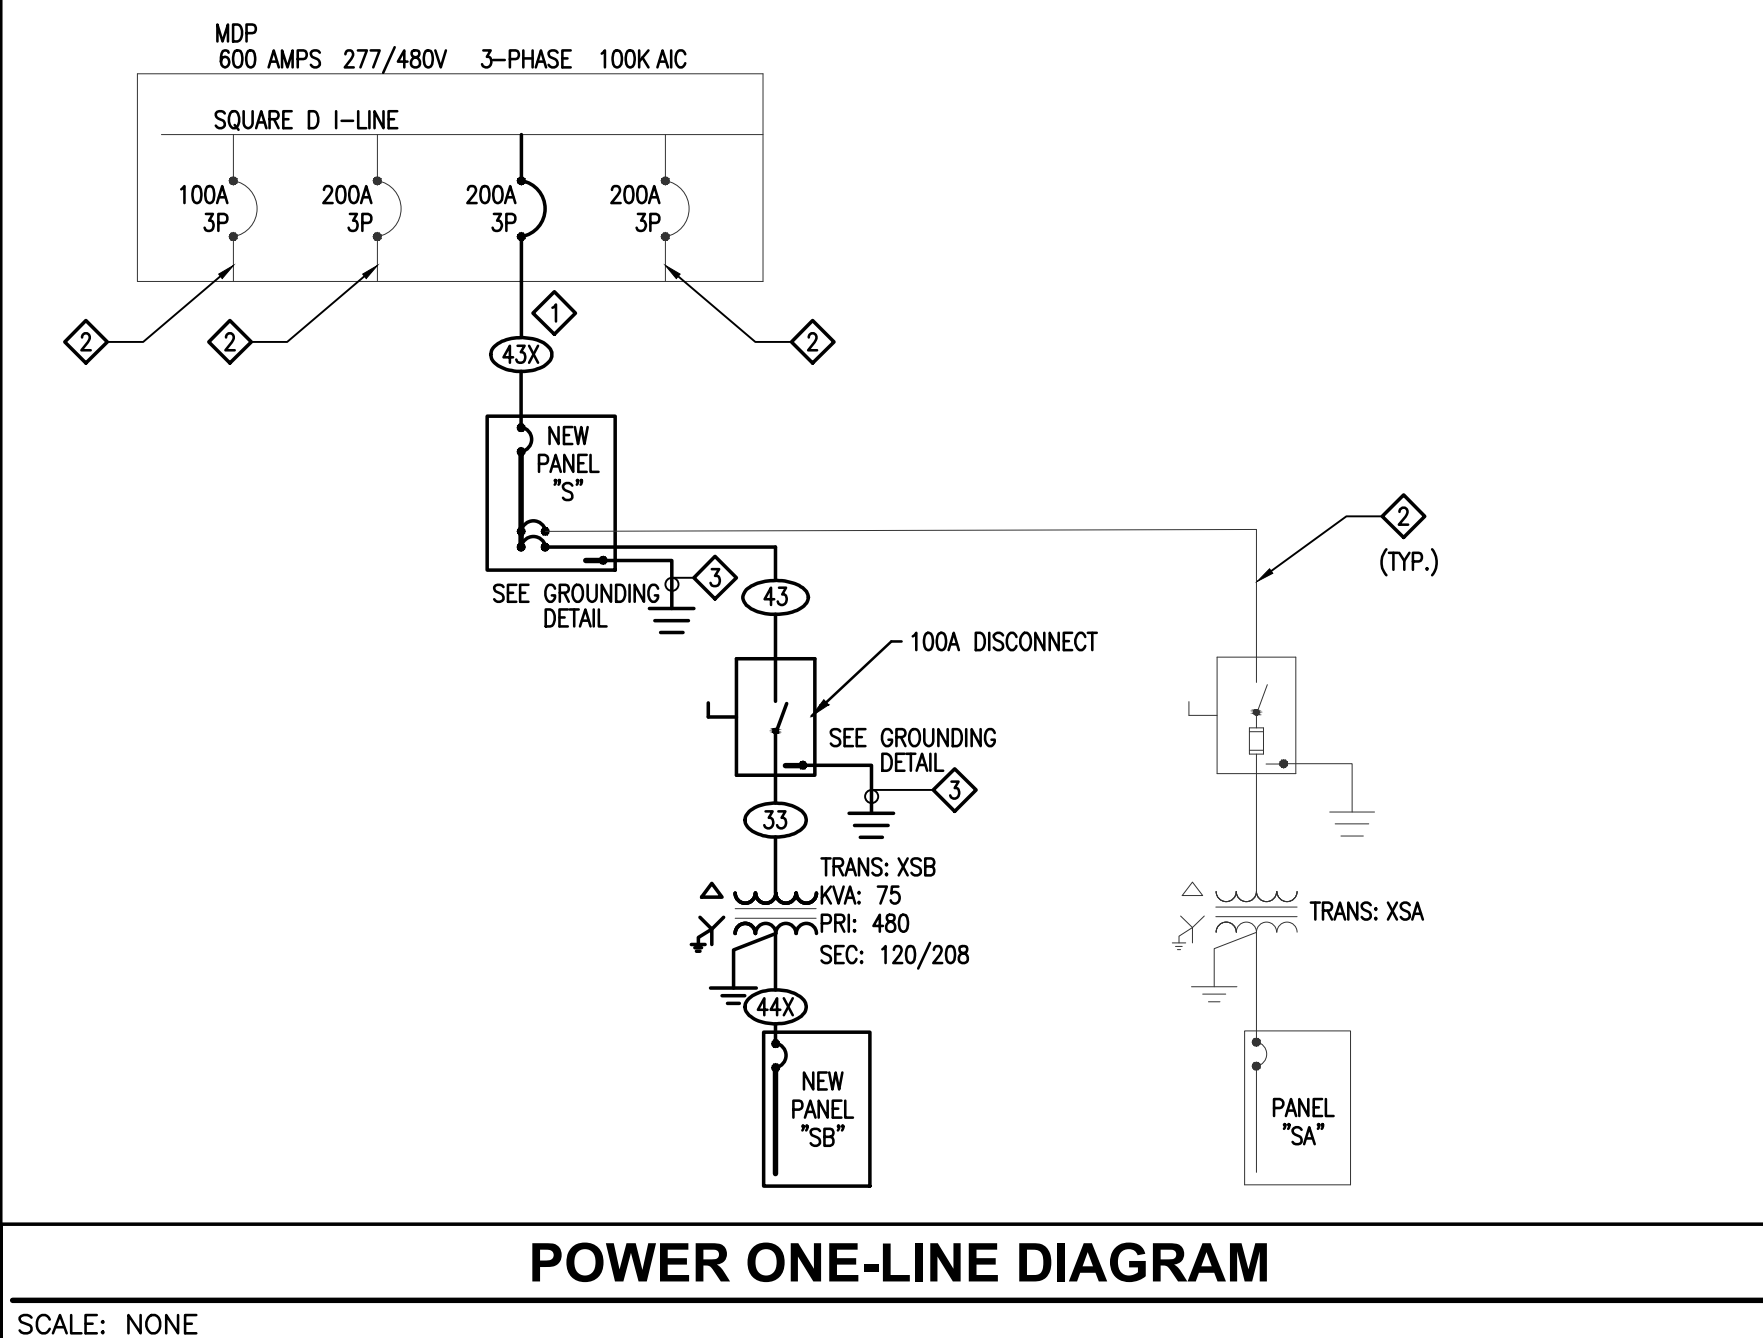 MDP
600 AMPS 277/480V 3-PHASE 100K AIC
SQUARE D I-LINE
100A
3P
200A
3P
200A
3P
200A
3P
2
2
1
2
43X
NEW
PANEL
"S"
2
(TYP.)
SEE GROUNDING
DETAIL
3
43
100A DISCONNECT
SEE GROUNDING
DETAIL
3
33
TRANS: XSB
KVA: 75
PRI: 480
SEC: 120/208
TRANS: XSA
44X
NEW
PANEL
"SB"
PANEL
"SA"
POWER ONE-LINE DIAGRAM
SCALE: NONE